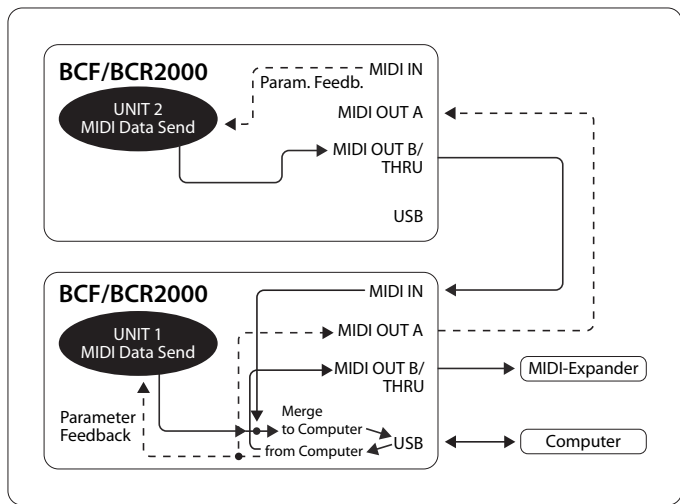 BCF/BCR2000
MIDI IN
Param. Feedb.
UNIT 2
MIDI Data Send
MIDI OUT A
MIDI OUT B/
THRU
USB
BCF/BCR2000
MIDI IN
UNIT 1
MIDI Data Send
MIDI OUT A
MIDI OUT B/
THRU
MIDI-Expander
Parameter
Feedback
Merge
to Computer
from Computer
USB
Computer